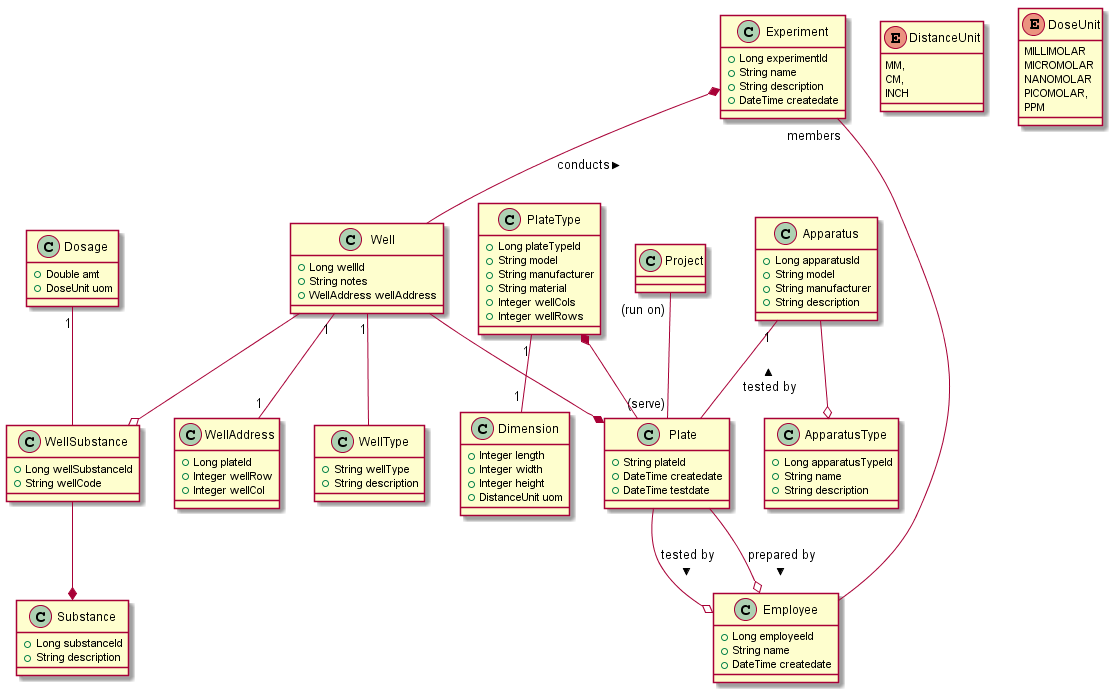 C Experiment
Long experimentId
String name
String description
DateTime createdate
E DistanceUnit
MM,
CM,
INCH
E DoseUnit
MILLIMOLAR
MICROMOLAR
NANOMOLAR
PICOMOLAR,
PPM
members
conducts ►
C Dosage
Double amt
DoseUnit uom
1
C Well
Long wellId
String notes
WellAddress wellAddress
1
1
C PlateType
Long plateTypeId
String model
String manufacturer
String material
Integer wellCols
Integer wellRows
1
C Project
(run on)
C Apparatus
Long apparatusId
String model
String manufacturer
String description
1
▲
tested by
1
1
(serve)
C WellSubstance
Long wellSubstanceId
String wellCode
C WellAddress
Long plateId
Integer wellRow
Integer wellCol
C WellType
String wellType
String description
C Dimension
Integer length
Integer width
Integer height
DistanceUnit uom
C Plate
String plateId
DateTime createdate
DateTime testdate
C ApparatusType
Long apparatusTypeId
String name
String description
tested by
▼
prepared by
▼
C Substance
Long substanceId
String description
C Employee
Long employeeId
String name
DateTime createdate